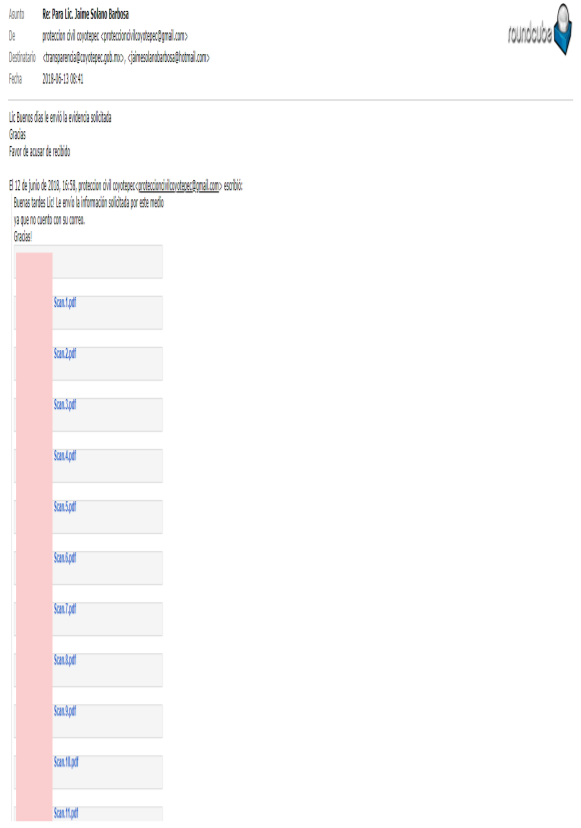 roundcube
Asunto Re: Para Lic. Jaime Solano Barbosa
De proteccion civil coyotepec <proteccioncivilcoyotepec@gmail.com>
Destinatario <transparencia@coyotepec.gob.mx>, <jaimesolanobarbosa@hotmail.com>
Fecha 2018-06-13 08:41
Lic Buenos días le envió la evidencia solicitada
Gracias
Favor de acusar de recibido
El 12 de junio de 2018, 16:58, proteccion civil coyotepec<proteccioncivilcoyotepec@gmail.com> escribió:
Buenas tardes Lic! Le envio la información solicitada por este medio
ya que no cuento con su correo.
Gracias!
Scan.1.pdf
Scan.2.pdf
Scan.3.pdf
Scan.4.pdf
Scan.5.pdf
Scan.6.pdf
Scan.7.pdf
Scan.8.pdf
Scan.9.pdf
Scan.10.pdf
Scan.11.pdf